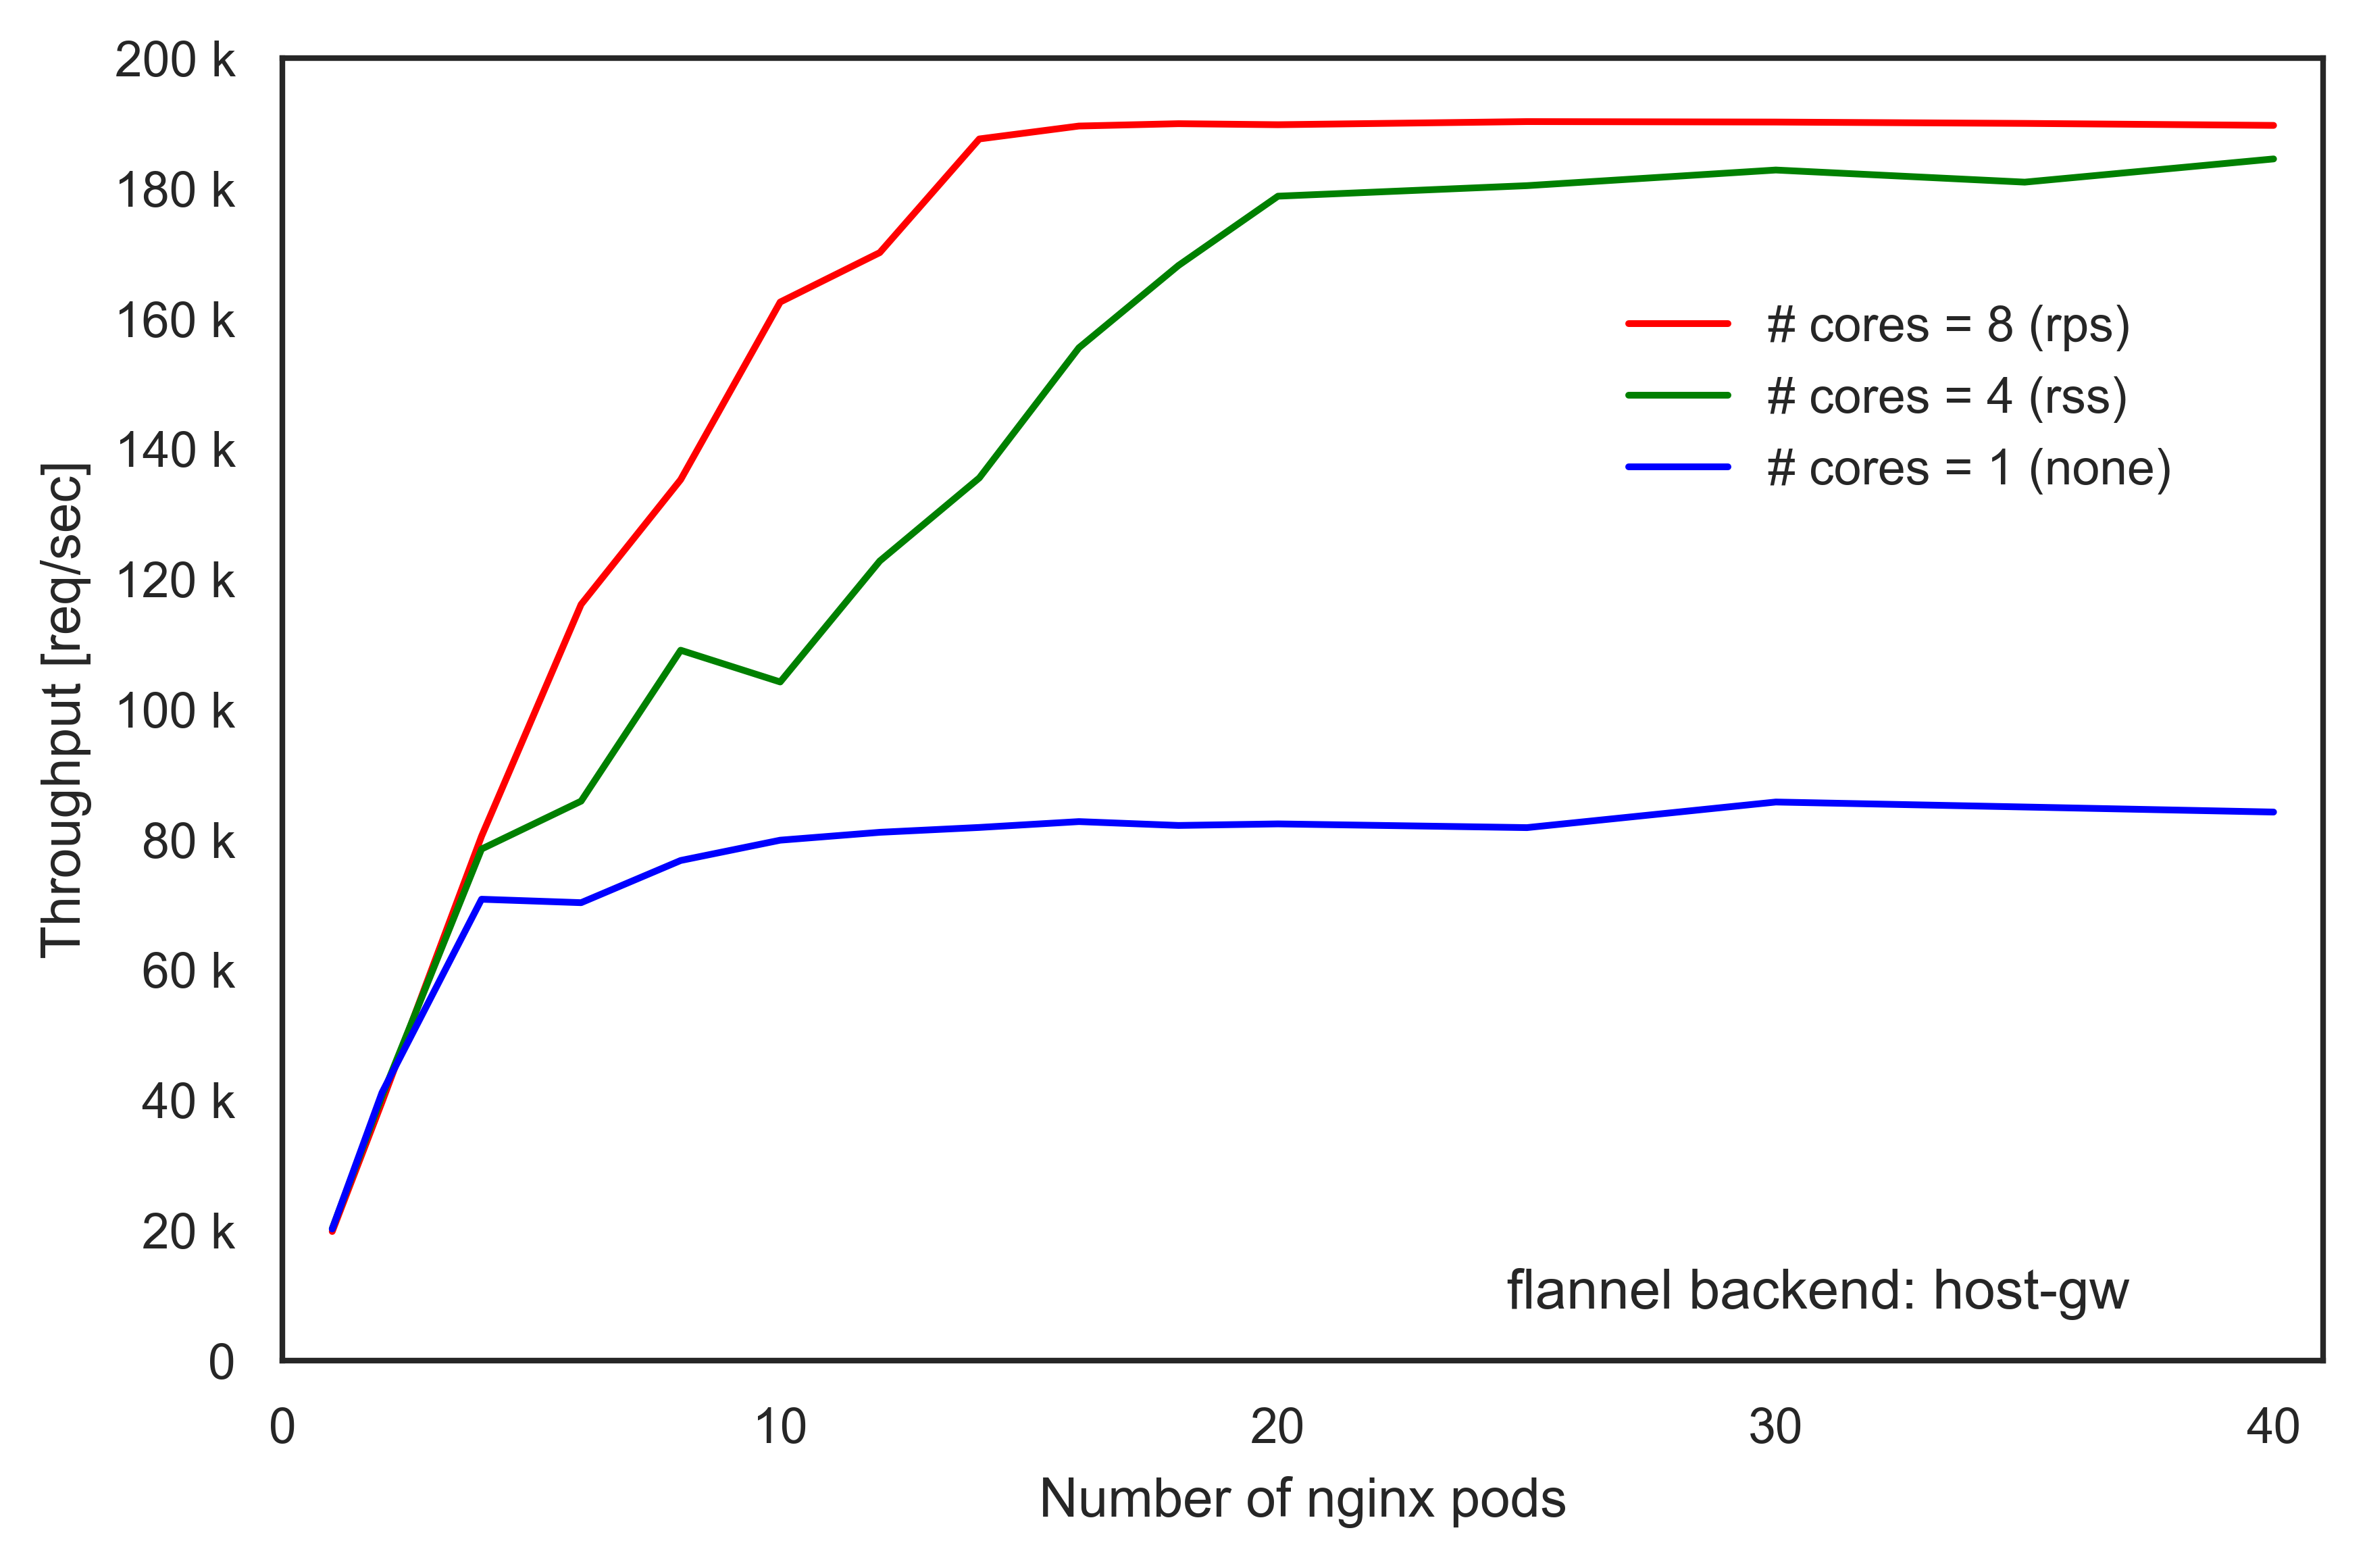 200 k
180 k
160 k
140 k
120 k
100 k
80 k
60 k
40 k
20 k
0
Throughput [req/sec]
# cores = 8 (rps)
# cores = 4 (rss)
# cores = 1 (none)
flannel backend: host-gw
0 10 20 30 40
Number of nginx pods